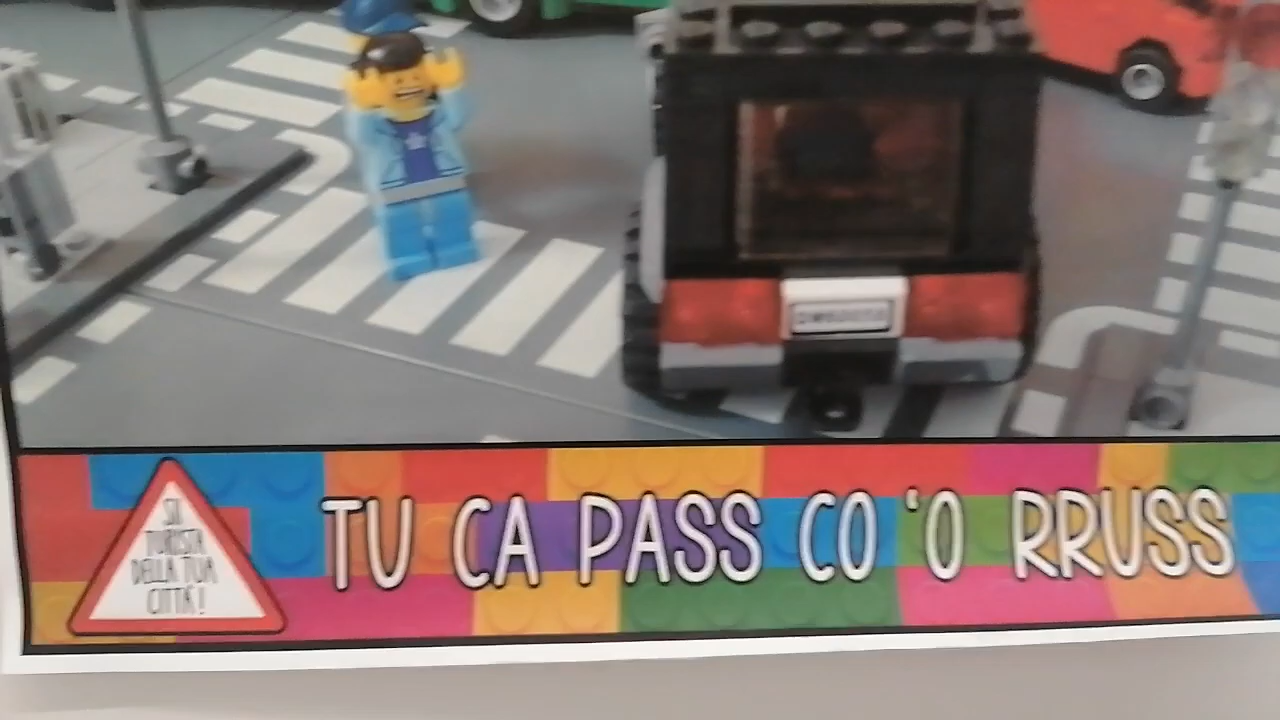 SII
TURISTA
DELLA TUA
CITTÀ!
TU CA PASS CO 'O RRUSS